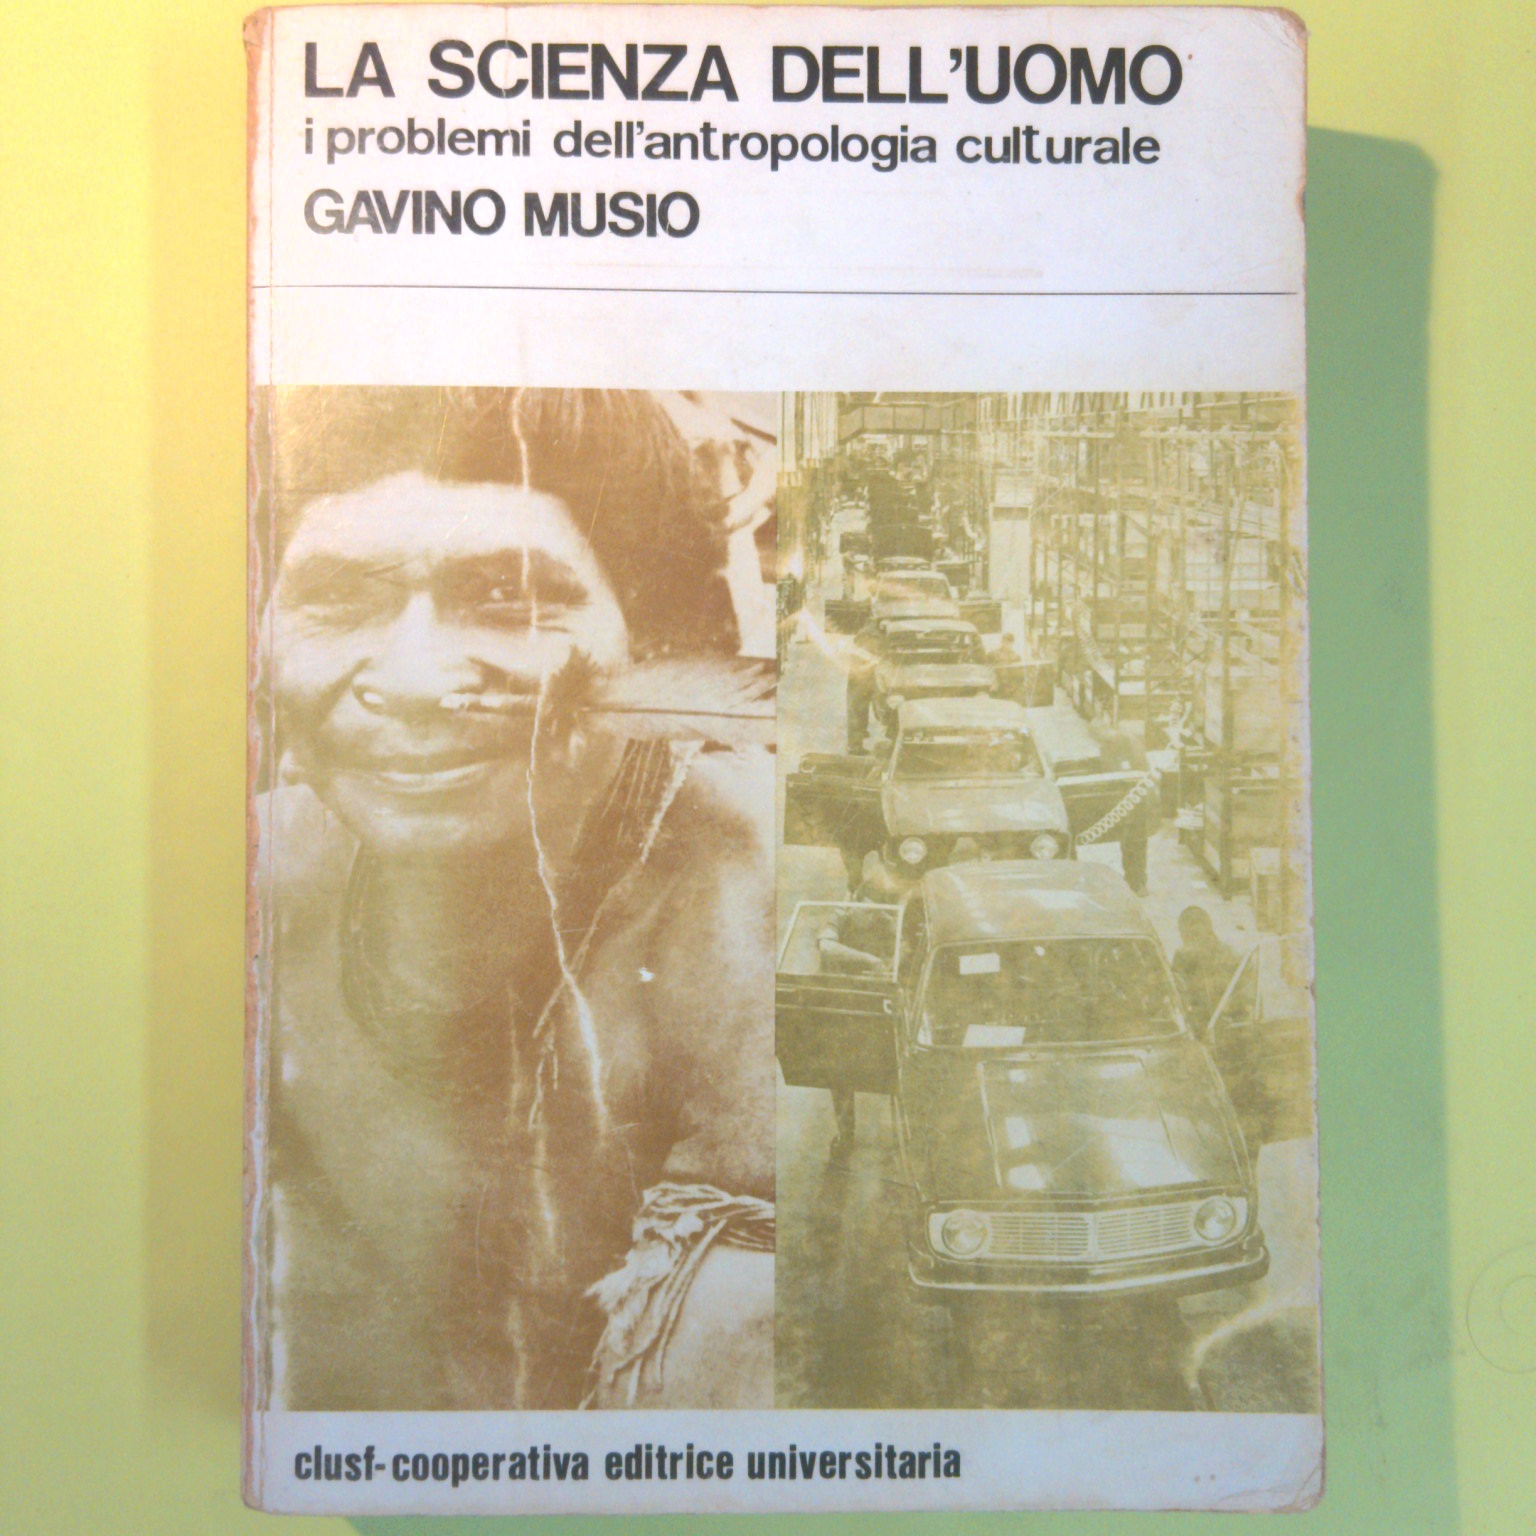 LA SCIENZA DELL'UOMO
i problemi dell'antropologia culturale
GAVINO MUSIO
clusf-cooperativa editrice universitaria